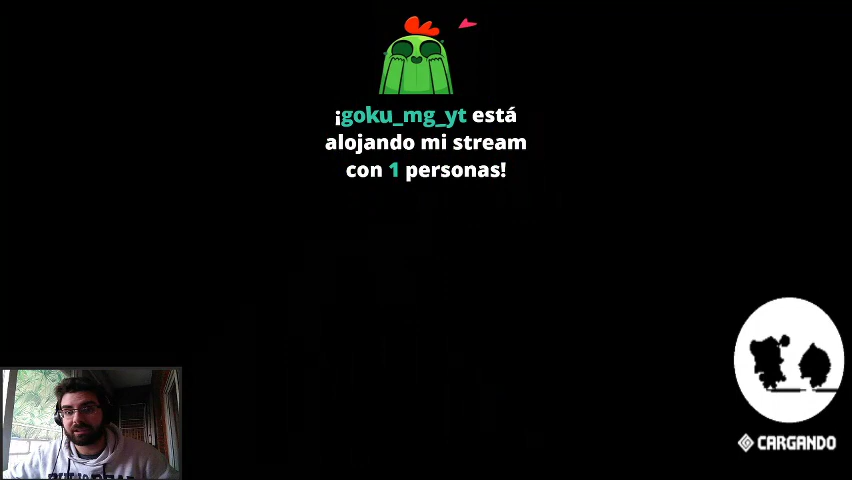 ¡goku_mg_yt está
alojando mi stream
con 1 personas!
CARGANDO